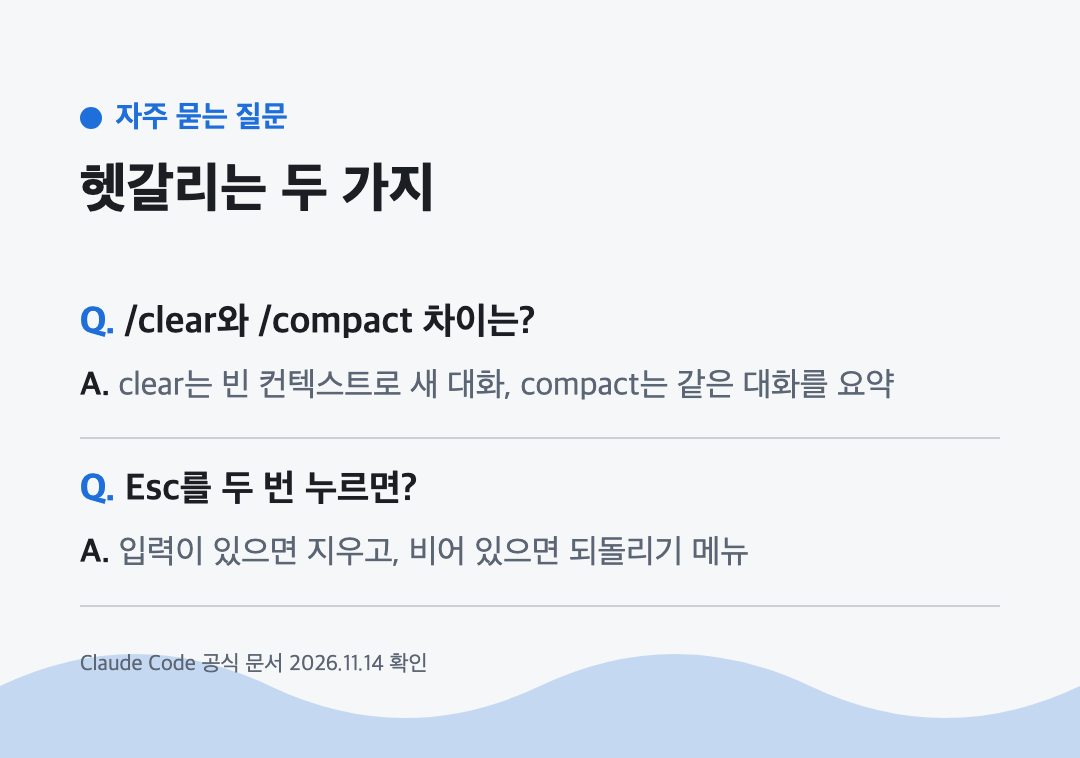 자주 묻는 질문
헷갈리는 두 가지
Q. /clear와 /compact 차이는?
A. clear는 빈 컨텍스트로 새 대화, compact는 같은 대화를 요약
Q. Esc를 두 번 누르면?
A. 입력이 있으면 지우고, 비어 있으면 되돌리기 메뉴
Claude Code 공식 문서 2026.11.14 확인